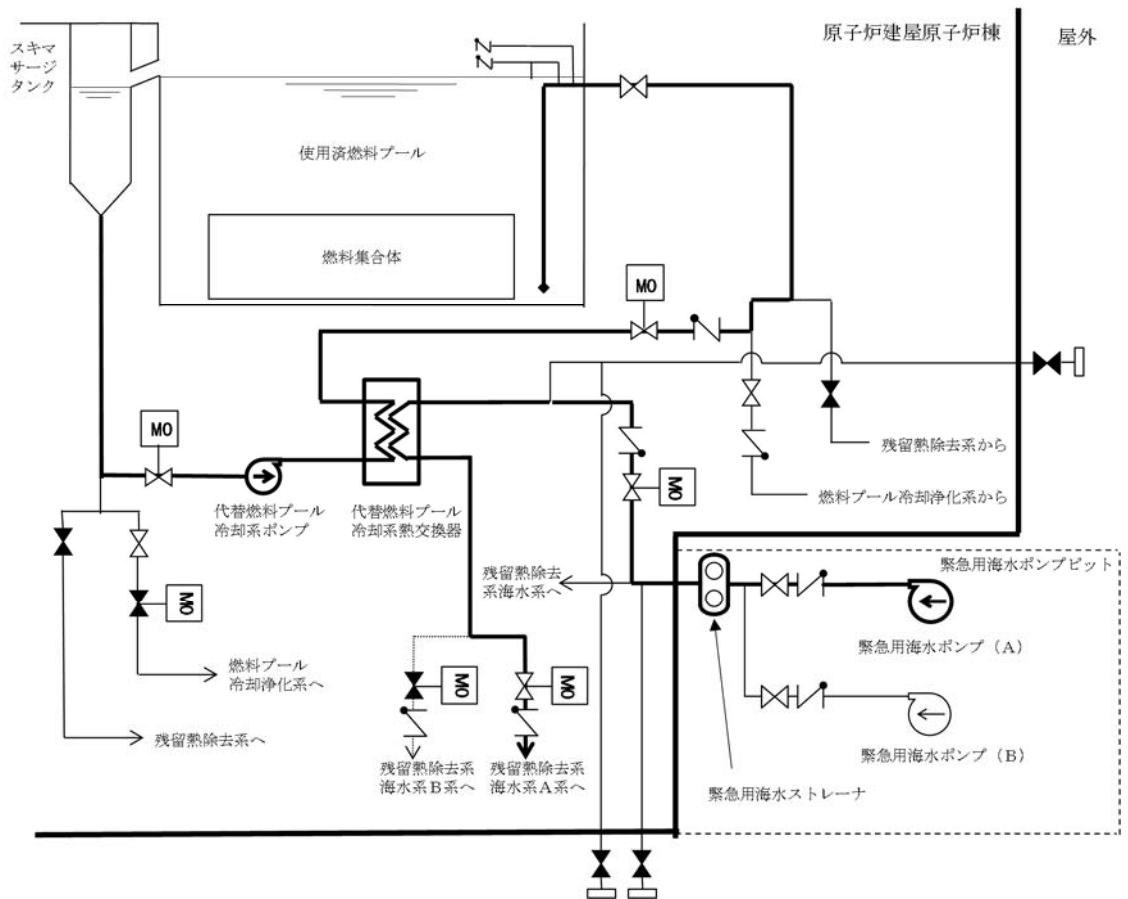 スキマ
サージ
タンク
原子炉建屋原子炉棟
屋外
使用済燃料プール
燃料集合体
MO
MO
残留熱除去系から
代替燃料プール
冷却系ポンプ
代替燃料プール
冷却系熱交換器
MO
燃料プール冷却浄化系から
残留熱除去
系海水系へ
緊急用海水ポンプピット
MO
緊急用海水ポンプ（A）
燃料プール
冷却浄化系へ
MO
MO
残留熱除去系へ
残留熱除去系
海水系B系へ
残留熱除去系
海水系A系へ
緊急用海水ポンプ（B）
緊急用海水ストレーナ